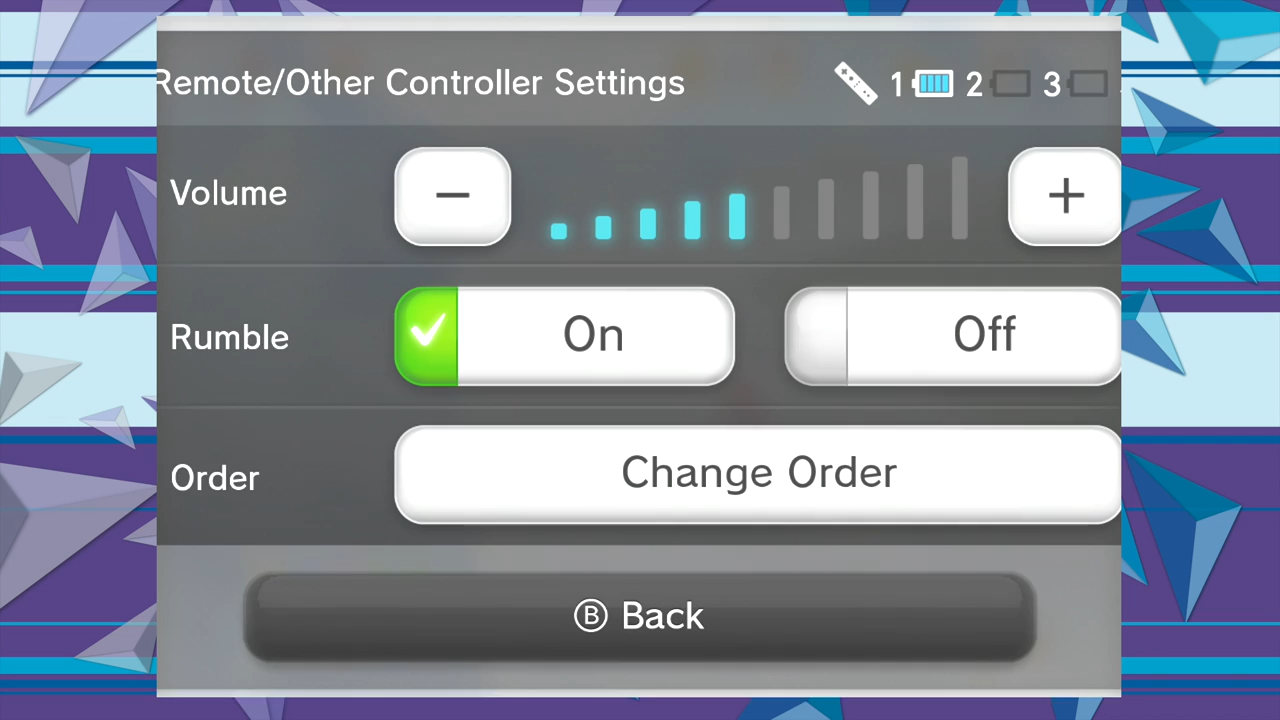 Remote/Other Controller Settings 1 2 3
Volume − +
Rumble On Off
Order Change Order
Ⓑ Back